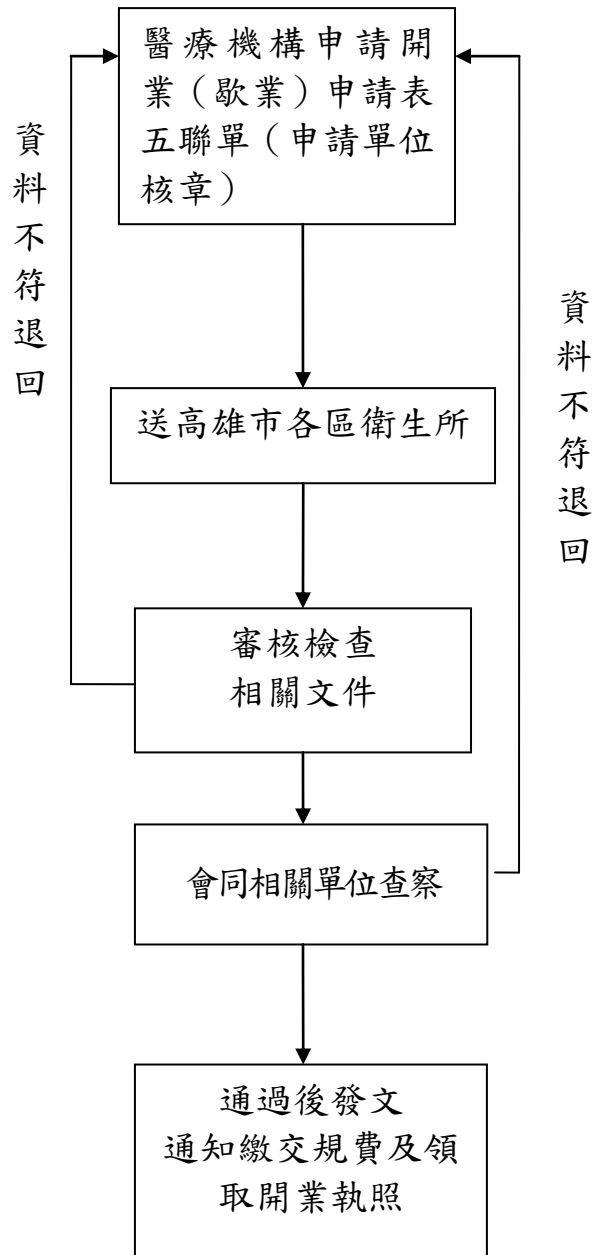 醫療機構申請開
業（歇業）申請表
五聯單（申請單位
核章）
資料不符退回
資料不符退回
送高雄市各區衛生所
審核檢查
相關文件
會同相關單位查察
通過後發文
通知繳交規費及領
取開業執照